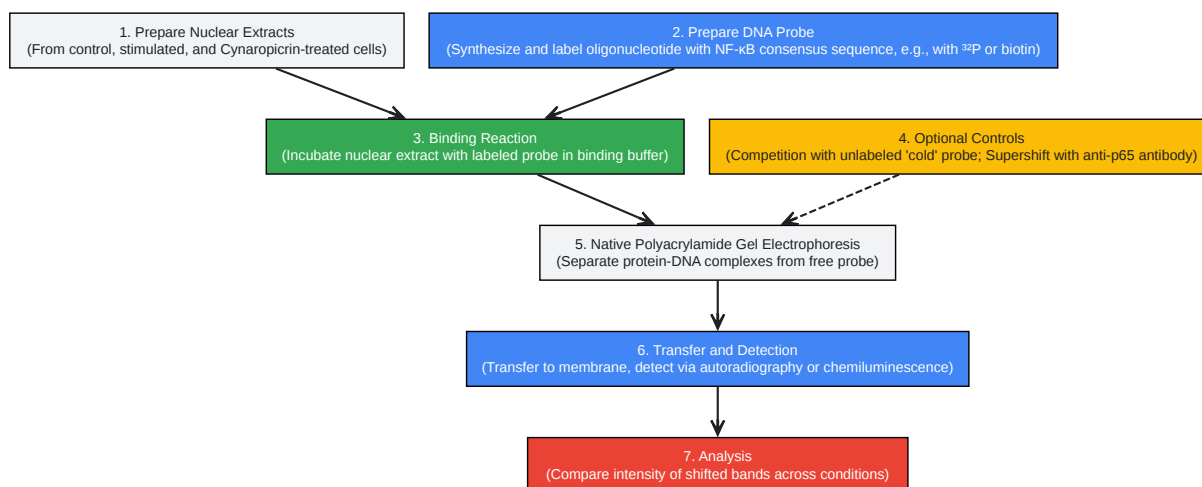 1. Prepare Nuclear Extracts
(From control, stimulated, and Cynaropicrin-treated cells)
2. Prepare DNA Probe
(Synthesize and label oligonucleotide with NF-κB consensus sequence, e.g., with ³²P or biotin)
3. Binding Reaction
(Incubate nuclear extract with labeled probe in binding buffer)
4. Optional Controls
(Competition with unlabeled 'cold' probe; Supershift with anti-p65 antibody)
5. Native Polyacrylamide Gel Electrophoresis
(Separate protein-DNA complexes from free probe)
6. Transfer and Detection
(Transfer to membrane, detect via autoradiography or chemiluminescence)
7. Analysis
(Compare intensity of shifted bands across conditions)